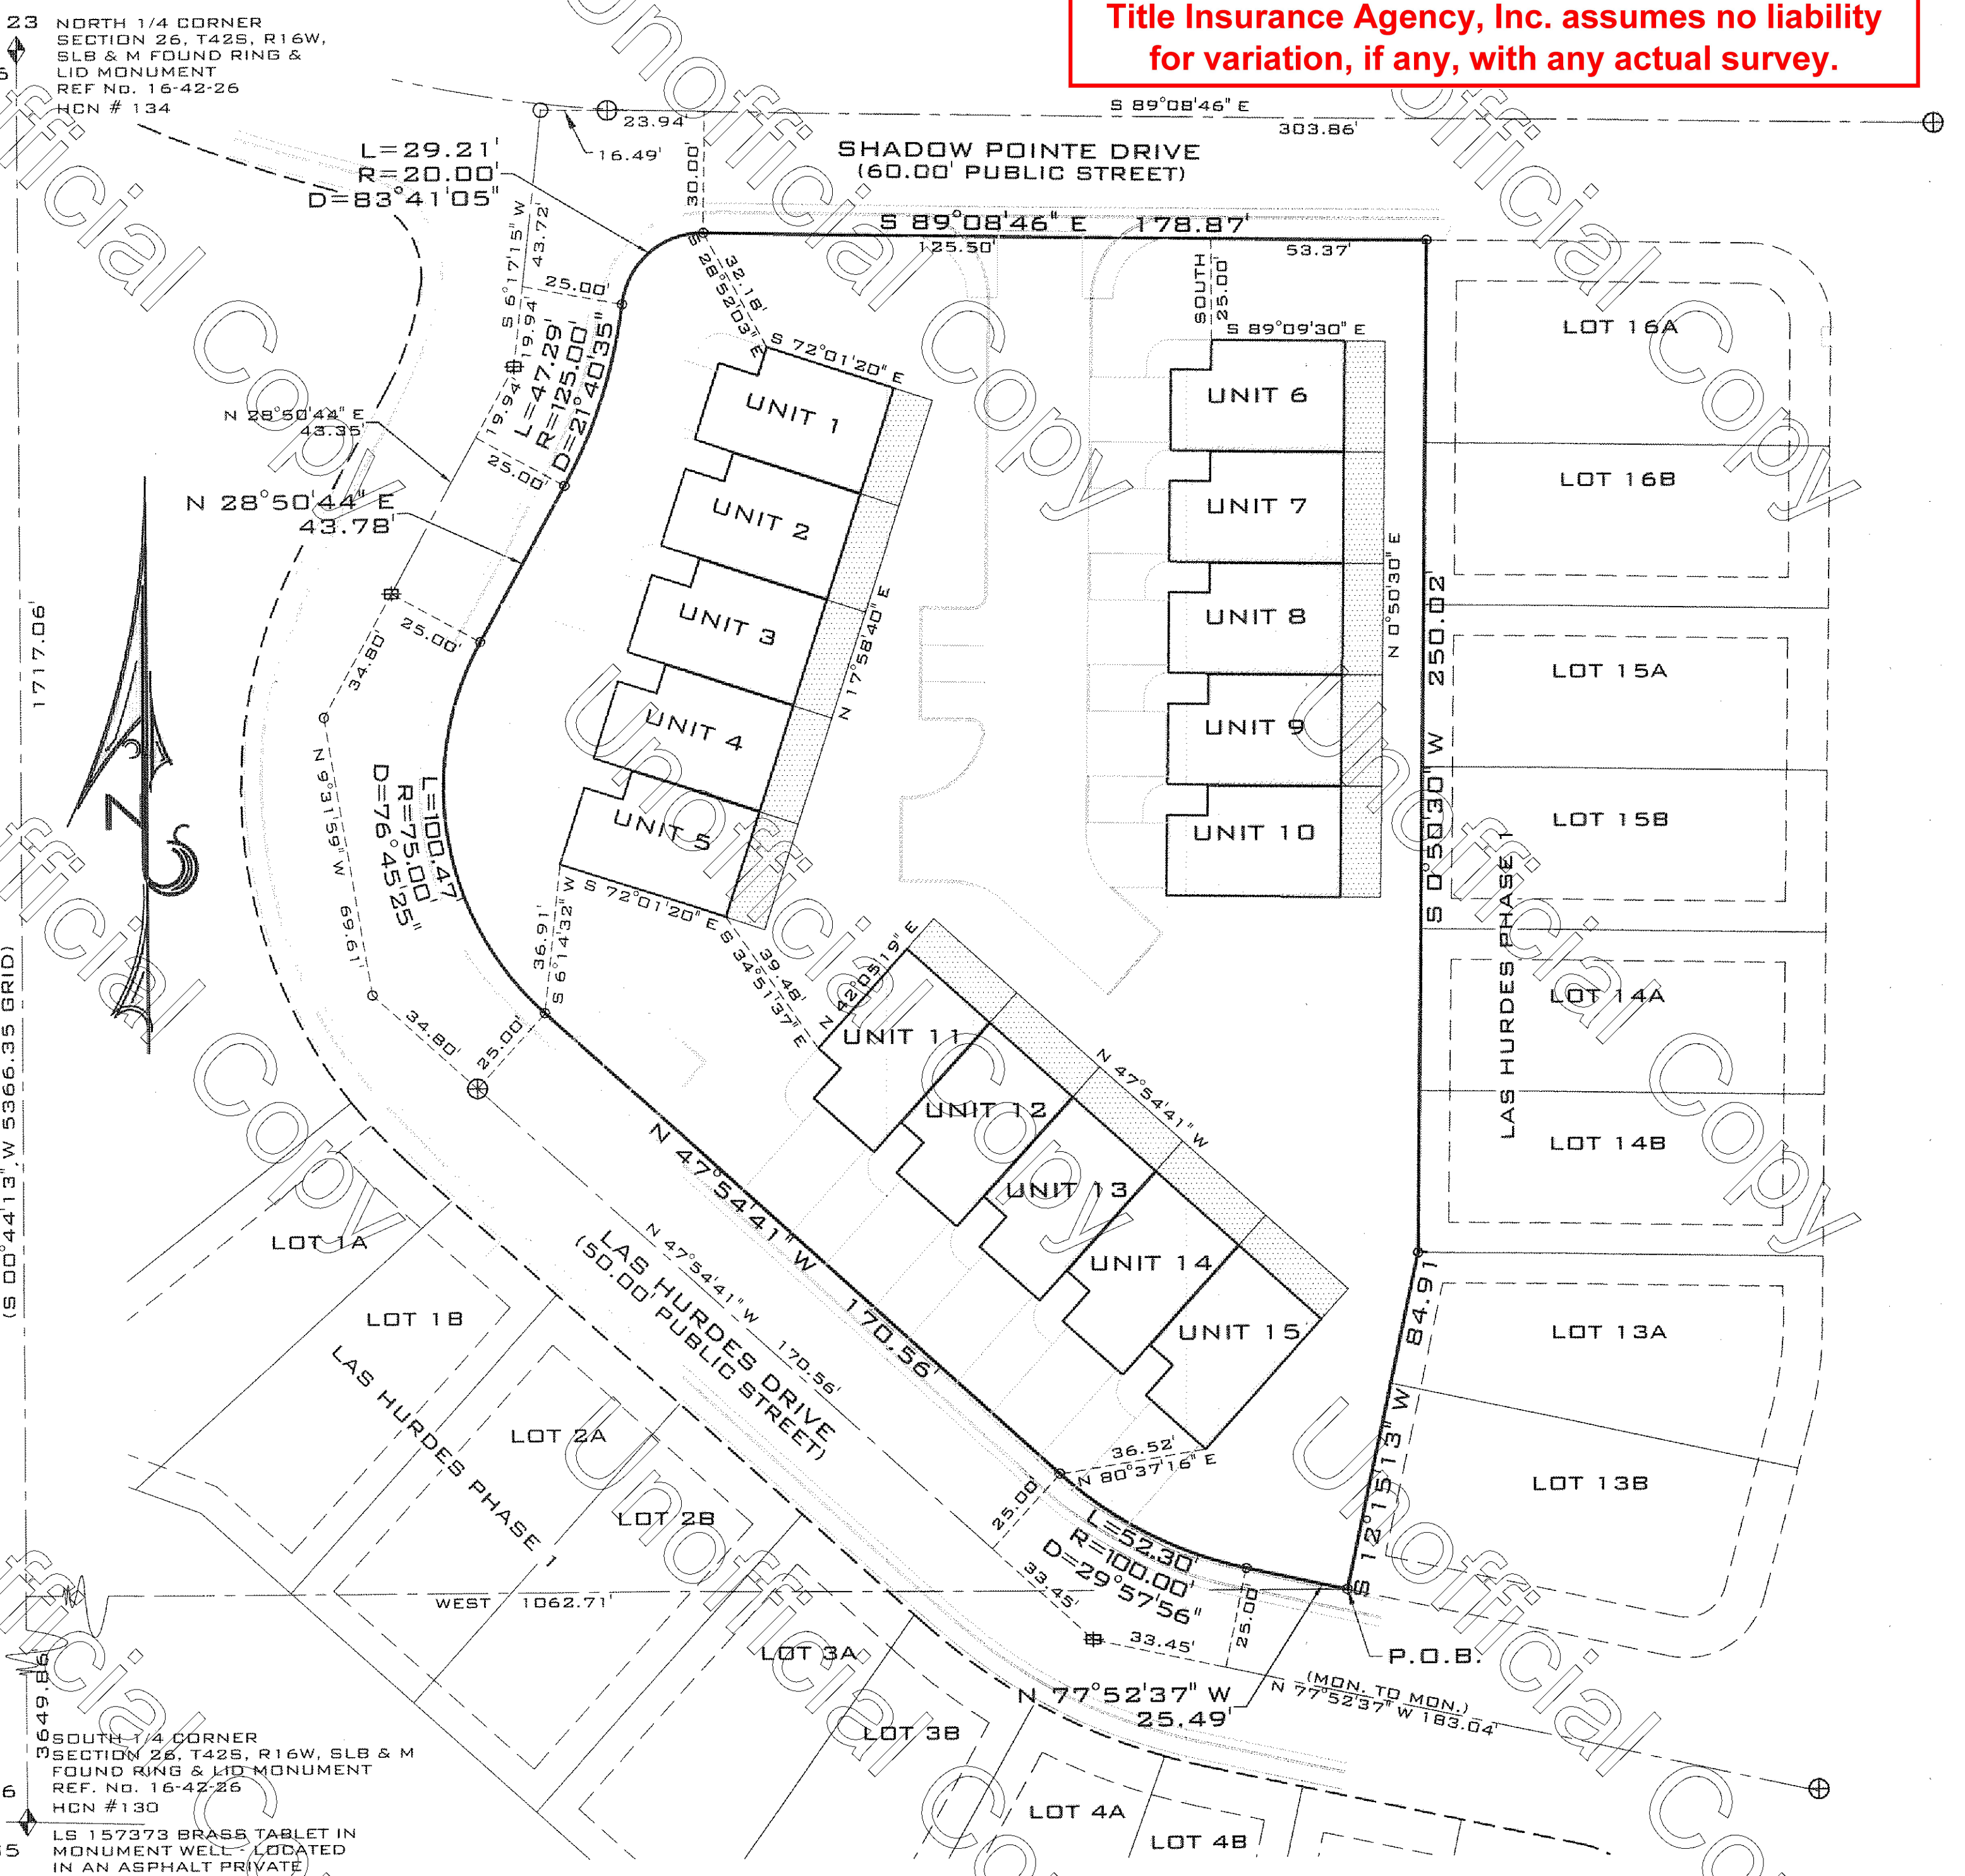 Title Insurance Agency, Inc. assumes no liability
for variation, if any, with any actual survey.
23
NORTH 1/4 CORNER
SECTION 26, T42S, R16W,
SLB & M FOUND RING &
LID MONUMENT
REF No. 16-42-26
HCN # 134
S 89°08'46" E
303.86'
23.94'
16.49'
30.00'
SHADOW POINTE DRIVE
(60.00' PUBLIC STREET)
L=29.21'
R=20.00'
D=83°41'05"
S 89°08'46" E 178.87'
125.50'
53.37'
S 6°17'15" W
43.72'
25.00'
19.94'
19.94'
25.00'
L=47.29'
R=125.00'
D=21°40'35"
32.18'
S 28°52'03" E
SOUTH
25.00'
S 89°09'30" E
S 72°01'20" E
N 28°50'44" E
43.35'
N 28°50'44" E
43.78'
UNIT 1
UNIT 2
UNIT 3
UNIT 4
UNIT 5
N 17°58'40" E
UNIT 6
UNIT 7
UNIT 8
UNIT 9
UNIT 10
N 0°50'30" E
S 0°50'30" W 250.02'
LOT 16A
LOT 16B
LOT 15A
LOT 15B
LOT 14A
LOT 14B
LOT 13A
LOT 13B
LAS HURDES PHASE 1
1717.06'
(S 00°44'13" W 5366.35 GRID)
34.80'
25.00'
N 9°31'59" W 69.61'
L=100.47'
R=75.00'
D=76°45'25"
34.80'
25.00'
36.91'
S 6°14'32" W
S 72°01'20" E
39.48'
S 34°51'37" E
N 42°05'19" E
UNIT 11
UNIT 12
UNIT 13
UNIT 14
UNIT 15
N 47°54'41" W
N 47°54'41" W 170.56'
N 47°54'41" W 170.56'
LAS HURDES DRIVE
(50.00' PUBLIC STREET)
LOT 1A
LOT 1B
LAS HURDES PHASE 1
LOT 2A
LOT 2B
LOT 3A
LOT 3B
LOT 4A
LOT 4B
36.52'
N 80°37'16" E
25.00'
L=52.30'
R=100.00'
D=29°57'56"
33.45'
33.45'
25.00'
S 12°15'13" W 84.91'
P.O.B.
N 77°52'37" W
25.49'
(MON. TO MON.)
N 77°52'37" W 183.04'
WEST 1062.71'
3649.86'
SOUTH 1/4 CORNER
SECTION 26, T42S, R16W, SLB & M
FOUND RING & LID MONUMENT
REF. No. 16-42-26
HCN #130
LS 157373 BRASS TABLET IN
MONUMENT WELL - LOCATED
IN AN ASPHALT PRIVATE
Unofficial Copy
Unofficial Copy
Unofficial Copy
Unofficial Copy